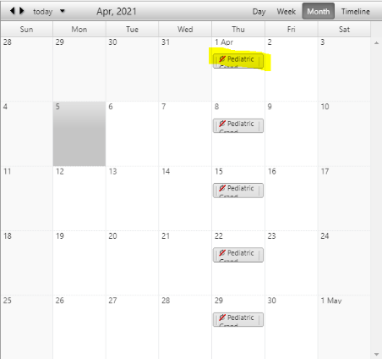 today Apr, 2021 Day Week Month Timeline
Sun Mon Tue Wed Thu Fri Sat
28 29 30 31 1 Apr 2 3
Pediatric
4 5 6 7 8 9 10
Pediatric
11 12 13 14 15 16 17
Pediatric
18 19 20 21 22 23 24
Pediatric
25 26 27 28 29 30 1 May
Pediatric